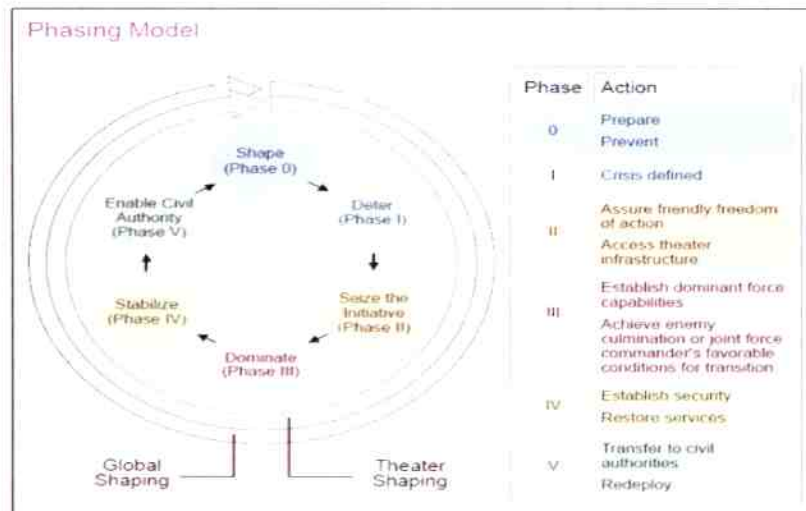 Phasing Model
Shape
(Phase 0)
Deter
(Phase I)
Seize the
Initiative
(Phase II)
Dominate
(Phase III)
Stabilize
(Phase IV)
Enable Civil
Authority
(Phase V)
Global
Shaping
Theater
Shaping
Phase Action
0
Prepare
Prevent
I
Crisis defined
II
Assure friendly freedom
of action
Access theater
infrastructure
III
Establish dominant force
capabilities
Achieve enemy
culmination or joint force
commander's favorable
conditions for transition
IV
Establish security
Restore services
V
Transfer to civil
authorities
Redeploy